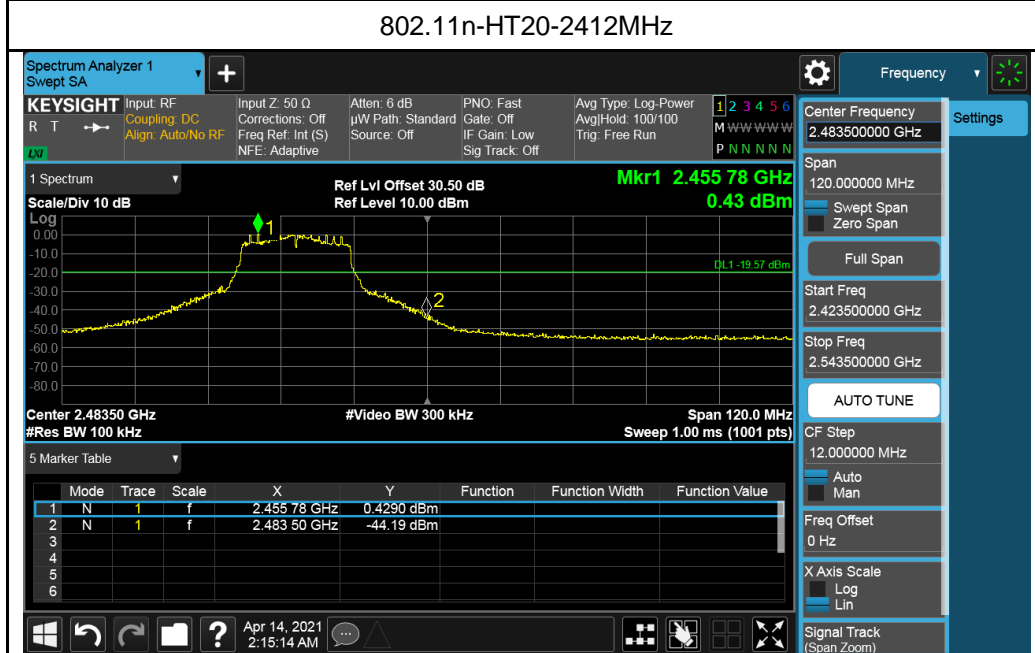 802.11n-HT20-2412MHz
Spectrum Analyzer 1
Swept SA
+
Frequency
KEYSIGHT
R T
LXI
Input: RF
Coupling: DC
Align: Auto/No RF
Input Z: 50 Ω
Corrections: Off
Freq Ref: Int (S)
NFE: Adaptive
Atten: 6 dB
µW Path: Standard
Source: Off
PNO: Fast
Gate: Off
IF Gain: Low
Sig Track: Off
Avg Type: Log-Power
Avg|Hold: 100/100
Trig: Free Run
1 2 3 4 5 6
M W W W W W
P N N N N N
1 Spectrum
Scale/Div 10 dB
Ref Lvl Offset 30.50 dB
Ref Level 10.00 dBm
Mkr1 2.455 78 GHz
0.43 dBm
Log
0.00
-10.0
-20.0
-30.0
-40.0
-50.0
-60.0
-70.0
-80.0
1
2
DL1 -19.57 dBm
Center 2.48350 GHz
#Video BW 300 kHz
Span 120.0 MHz
#Res BW 100 kHz
Sweep 1.00 ms (1001 pts)
5 Marker Table
Mode Trace Scale X Y Function Function Width Function Value
1 N 1 f 2.455 78 GHz 0.4290 dBm
2 N 1 f 2.483 50 GHz -44.19 dBm
3
4
5
6
Center Frequency
2.483500000 GHz
Settings
Span
120.000000 MHz
Swept Span
Zero Span
Full Span
Start Freq
2.423500000 GHz
Stop Freq
2.543500000 GHz
AUTO TUNE
CF Step
12.000000 MHz
Auto
Man
Freq Offset
0 Hz
X Axis Scale
Log
Lin
Signal Track
(Span Zoom)
?
Apr 14, 2021
2:15:14 AM